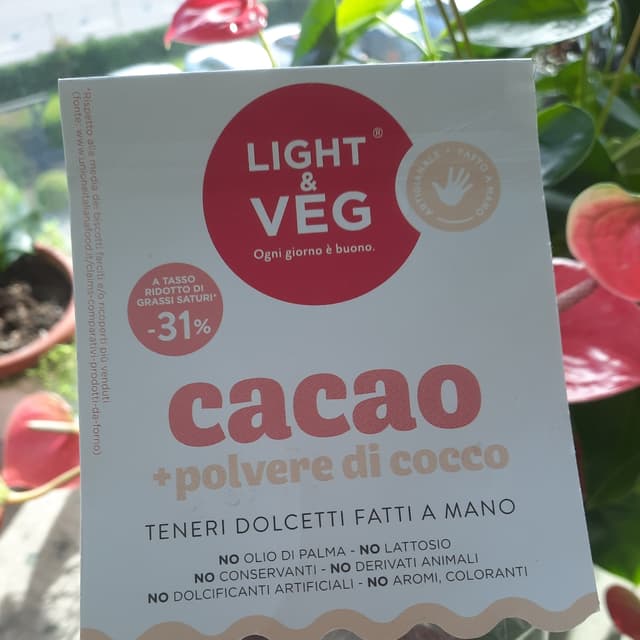 LIGHT ®
&
VEG
Ogni giorno è buono.
ARTIGIANALE • FATTO A MANO
A TASSO
RIDOTTO DI
GRASSI SATURI*
-31%
*Rispetto alla media dei biscotti farciti e/o ricoperti più venduti
(fonte: www.unioneitalianafood.it/claims-comparativi-prodotti-da-forno)
cacao
+polvere di cocco
TENERI DOLCETTI FATTI A MANO
NO OLIO DI PALMA - NO LATTOSIO
NO CONSERVANTI - NO DERIVATI ANIMALI
NO DOLCIFICANTI ARTIFICIALI - NO AROMI, COLORANTI